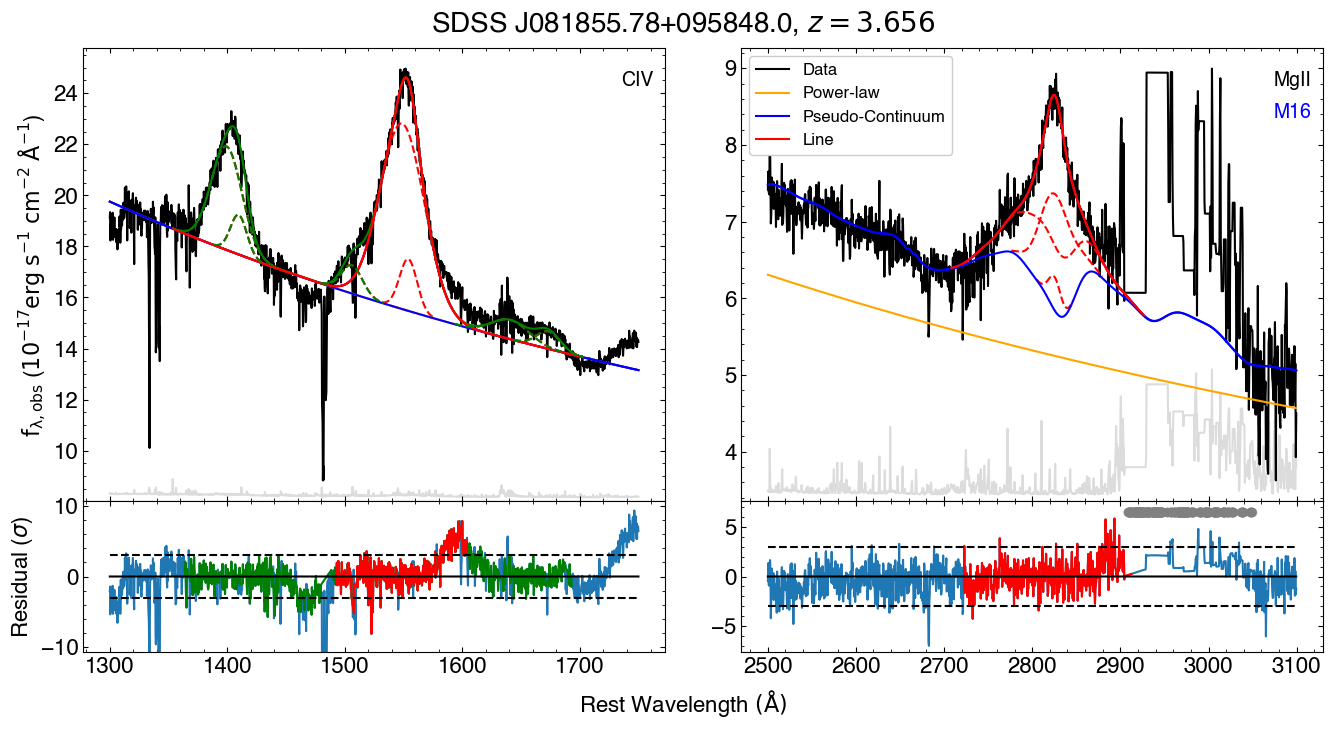 SDSS J081855.78+095848.0, z = 3.656
CIV
24
22
20
18
16
14
12
10
f_λ,obs (10⁻¹⁷erg s⁻¹ cm⁻² Å⁻¹)
Data
Power-law
Pseudo-Continuum
Line
MgII
M16
9
8
7
6
5
4
10
0
−10
Residual (σ)
1300 1400 1500 1600 1700
5
0
−5
2500 2600 2700 2800 2900 3000 3100
Rest Wavelength (Å)